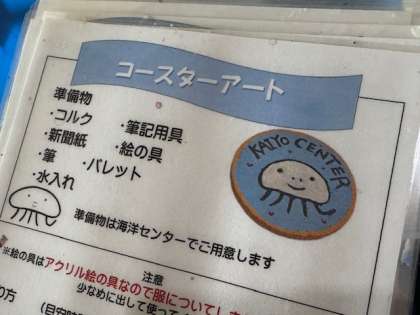 コースターアート
準備物
・コルク ・筆記用具
・新聞紙 ・絵の具
・筆 ・パレット
・水入れ
KAIYO CENTER
準備物は海洋センターでご用意します
注意
※絵の具はアクリル絵の具なので服についてしま
少なめに出して使って
の方